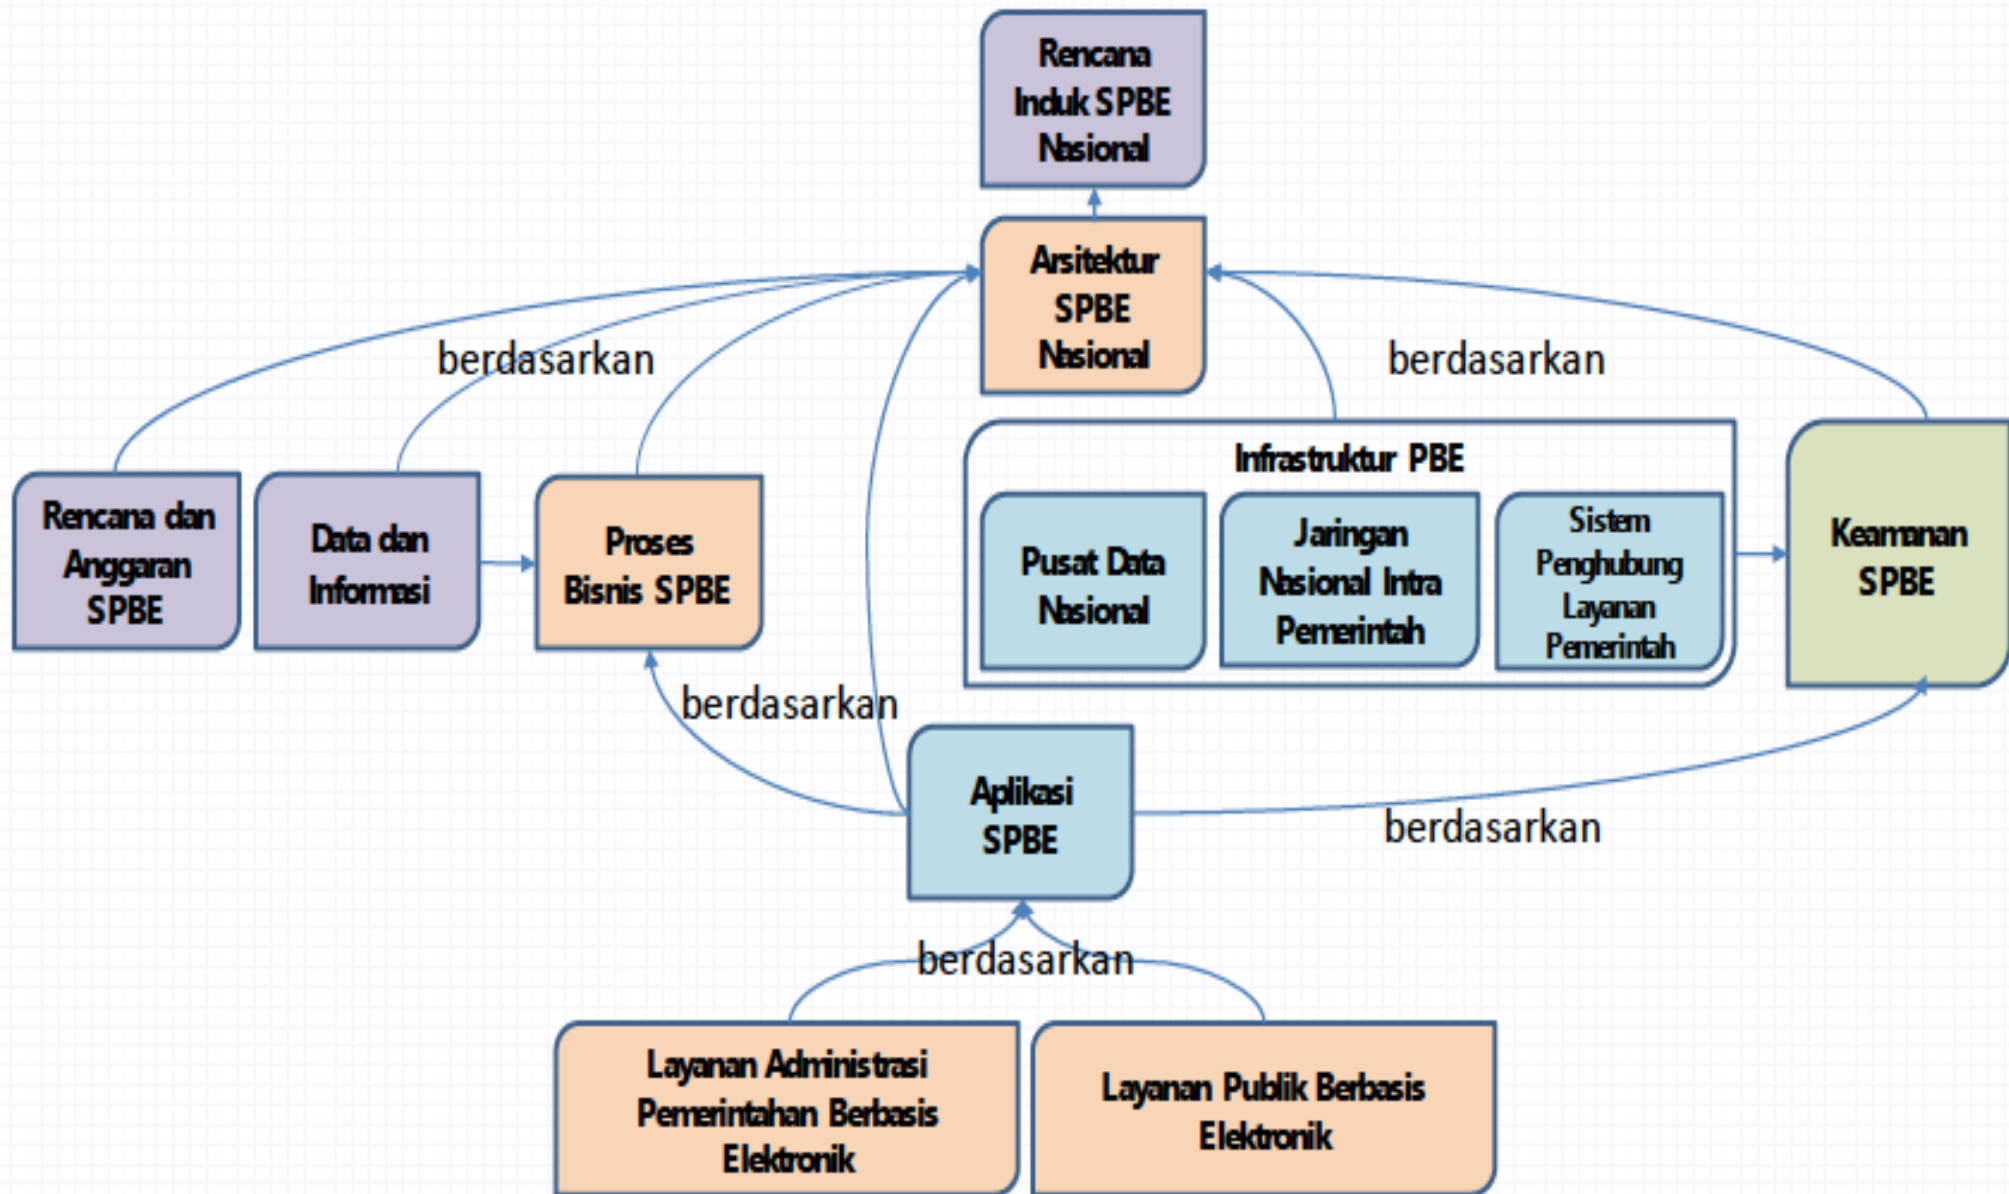 Rencana
Induk SPBE
Nasional
Arsitektur
SPBE
Nasional
berdasarkan
berdasarkan
Rencana dan
Anggaran
SPBE
Data dan
Informasi
Proses
Bisnis SPBE
Infrastruktur PBE
Pusat Data
Nasional
Jaringan
Nasional Intra
Pemerintah
Sistem
Penghubung
Layanan
Pemerintah
Keamanan
SPBE
berdasarkan
Aplikasi
SPBE
berdasarkan
berdasarkan
Layanan Administrasi
Pemerintahan Berbasis
Elektronik
Layanan Publik Berbasis
Elektronik